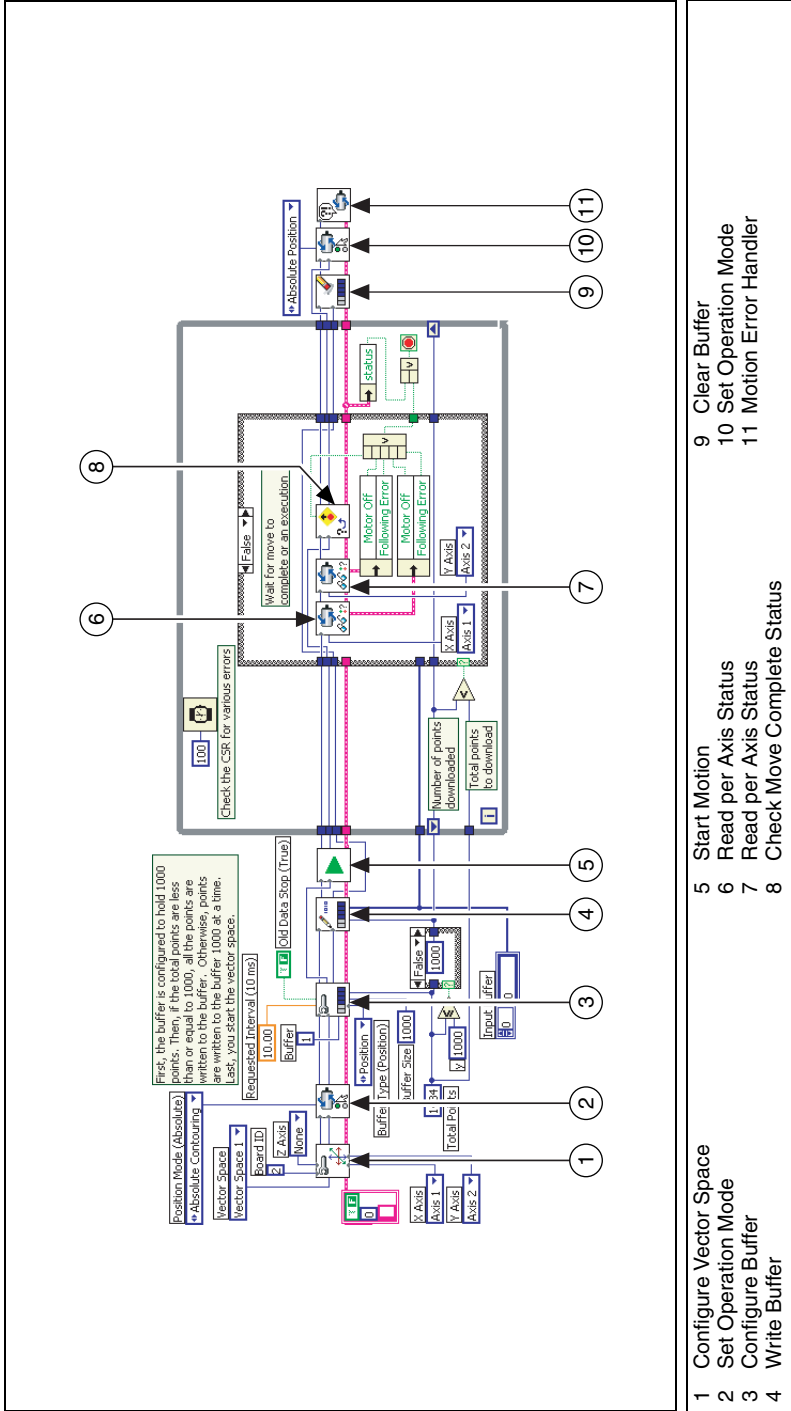 First, the buffer is configured to hold 1000
points. Then, if the total points are less
than or equal to 1000, all the points are
written to the buffer. Otherwise, points
are written to the buffer 1000 at a time.
Last, you start the vector space.
Position Mode (Absolute)
Absolute Contouring
Vector Space
Vector Space 1
Board ID
2
Z Axis
None
X Axis
Axis 1
Y Axis
Axis 2
0
Requested Interval (10 ms)
10.00
Buffer
1
Old Data Stop (True)
Position
Type (Position)
1000
Total
y
1000
False
1000
Input
0
0
100
Check the CSR for various errors
Number of points
downloaded
Total points
to download
i
False
Wait for move to
complete or an execution
Motor Off
Following Error
Motor Off
Following Error
X Axis
Axis 1
Y Axis
Axis 2
status
Absolute Position
1
2
3
4
5
6
7
8
9
10
11
1 Configure Vector Space
2 Set Operation Mode
3 Configure Buffer
4 Write Buffer
5 Start Motion
6 Read per Axis Status
7 Read per Axis Status
8 Check Move Complete Status
9 Clear Buffer
10 Set Operation Mode
11 Motion Error Handler